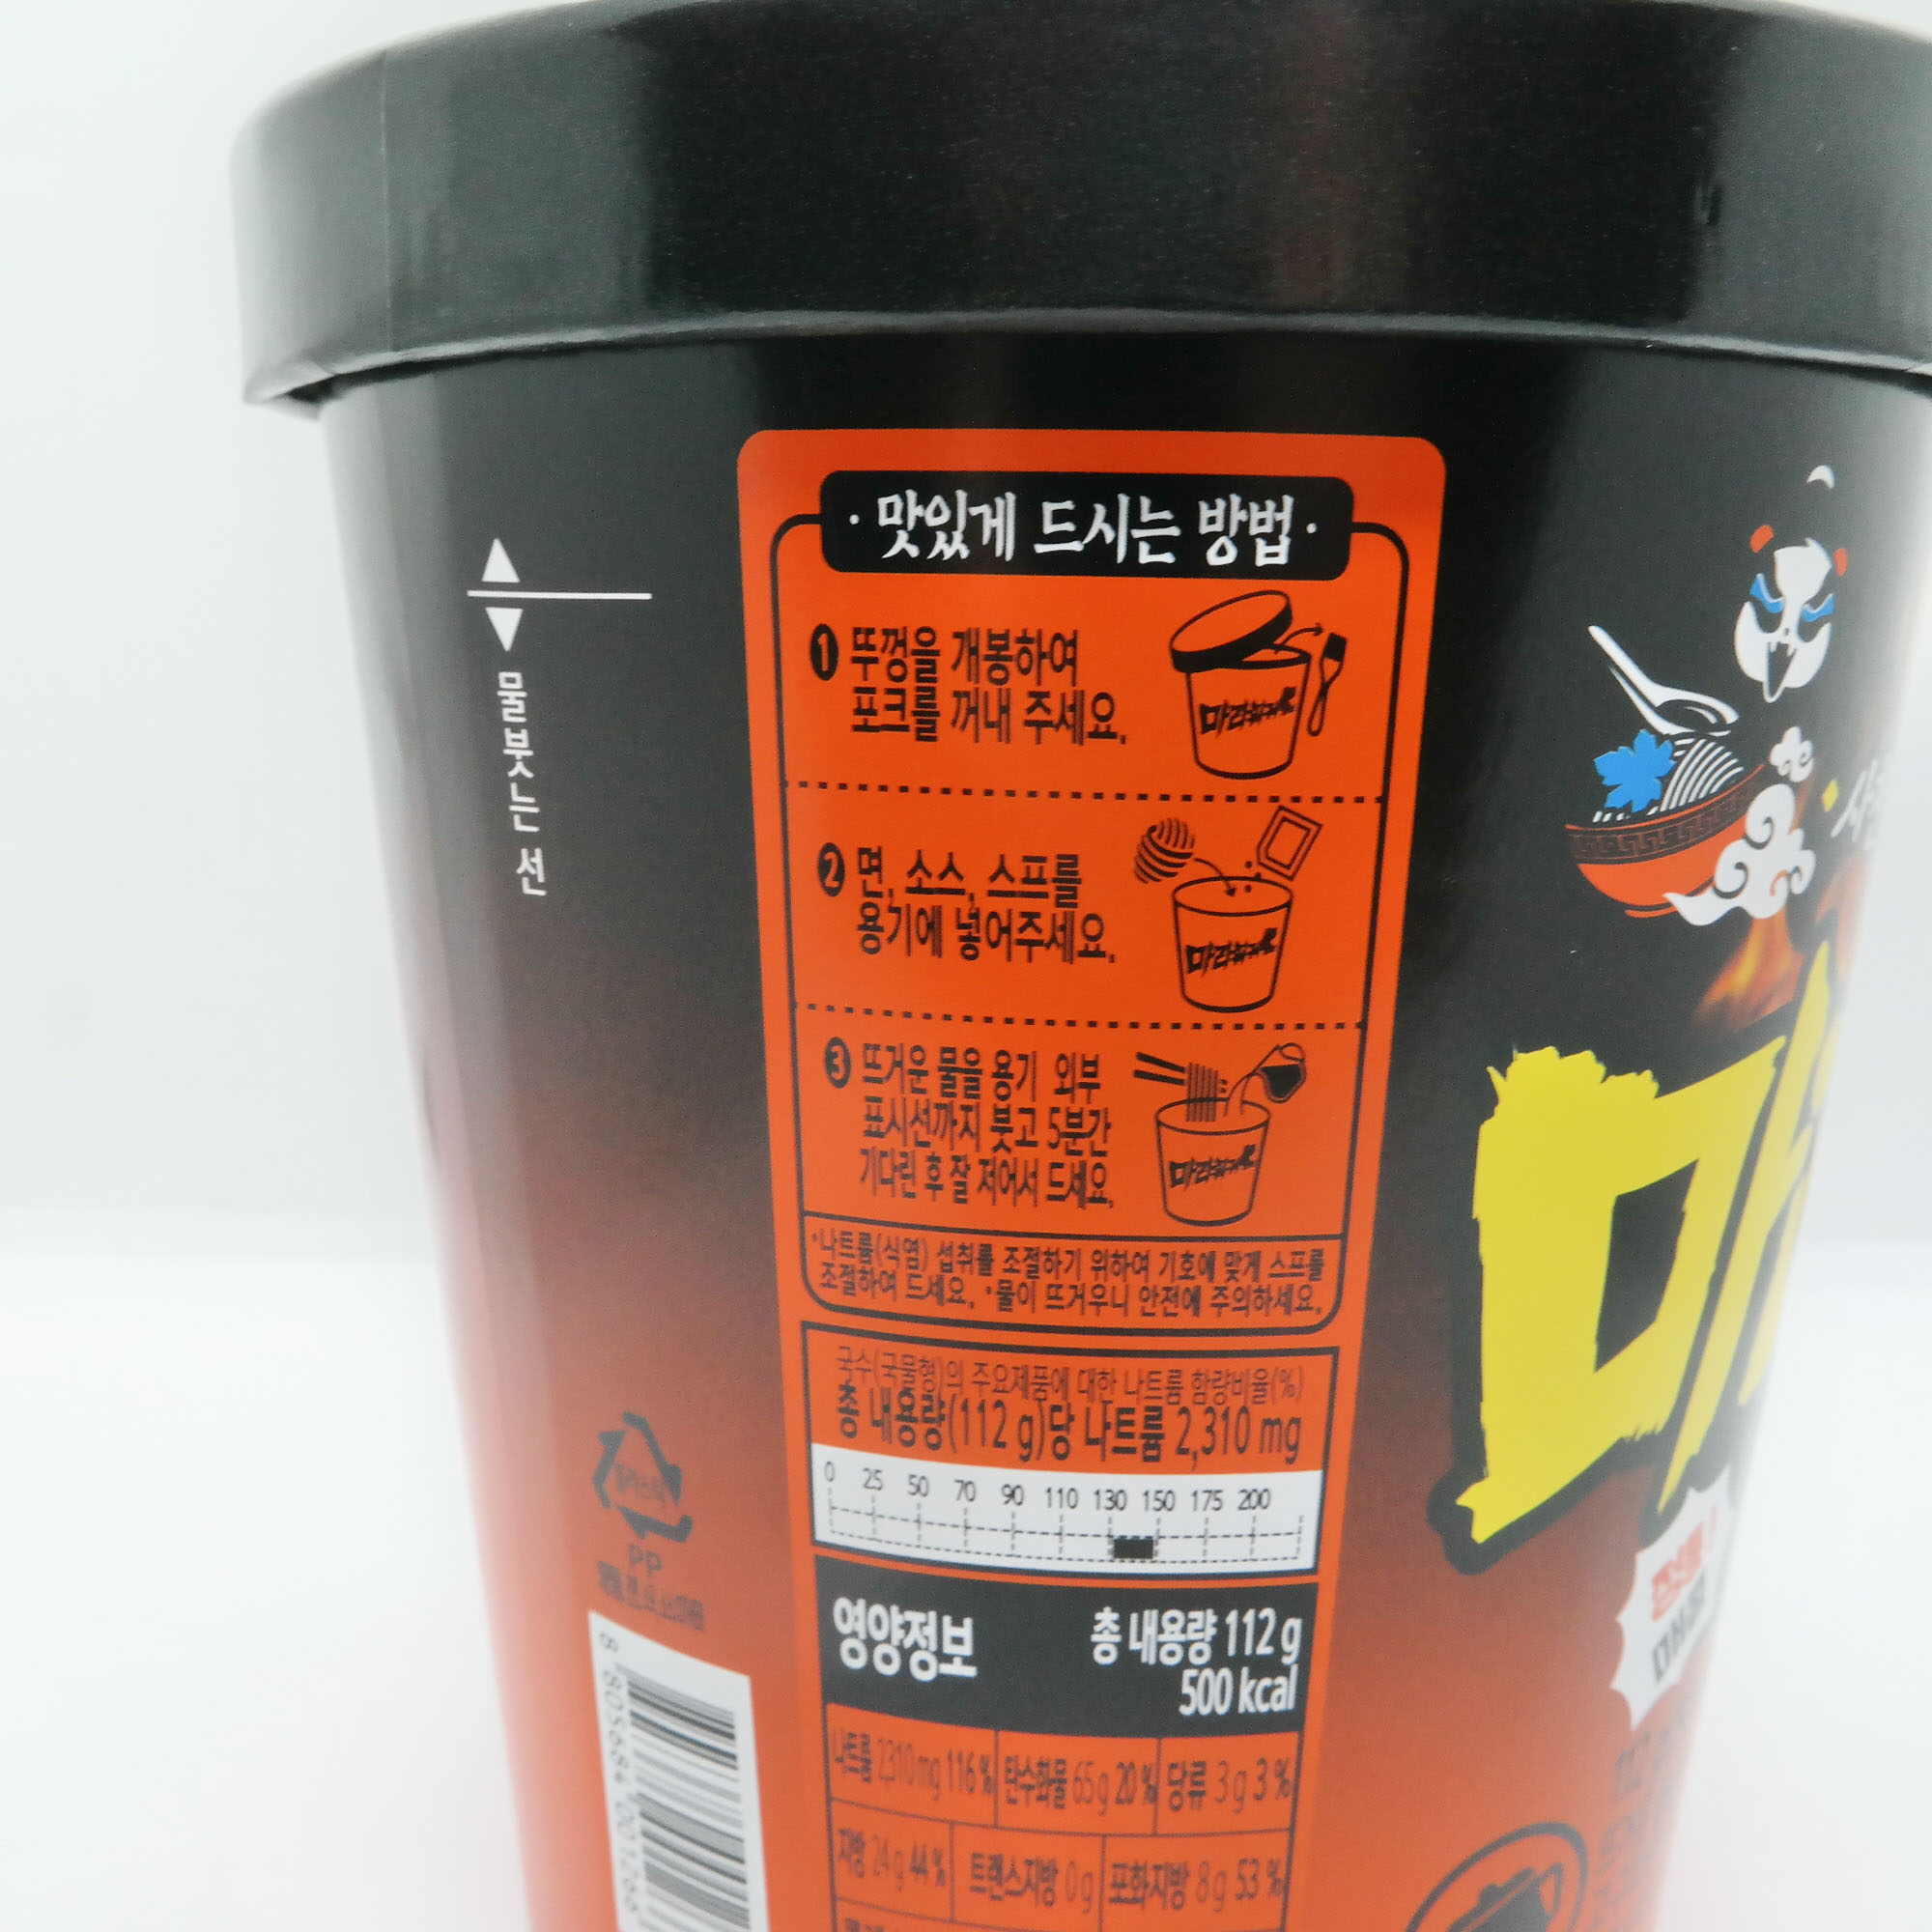 물붓는 선
· 맛있게 드시는 방법 ·
1 뚜껑을 개봉하여
포크를 꺼내 주세요.
2 면, 소스, 스프를
용기에 넣어주세요.
3 뜨거운 물을 용기 외부
표시선까지 붓고 5분간
기다린 후 잘 저어서 드세요.
•나트륨(식염) 섭취를 조절하기 위하여 기호에 맞게 스프를
조절하여 드세요. •물이 뜨거우니 안전에 주의하세요.
국수(국물형)의 주요제품에 대한 나트륨 함량비율(%)
총 내용량(112 g)당 나트륨 2,310 mg
0 25 50 70 90 110 130 150 175 200
영양정보
총 내용량 112 g
500 kcal
나트륨 2,310 mg 116 % 탄수화물 65 g 20 % 당류 3 g 3 %
지방 24 g 44 % 트랜스지방 0 g 포화지방 8 g 53 %
플라스틱
PP
마